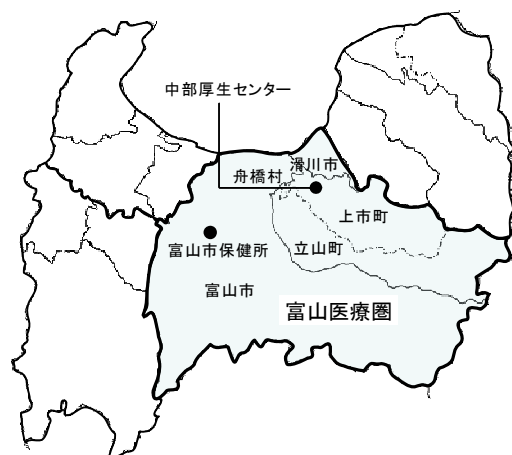 中部厚生センター
滑川市
舟橋村
上市町
立山町
富山市保健所
富山市
富山医療圏